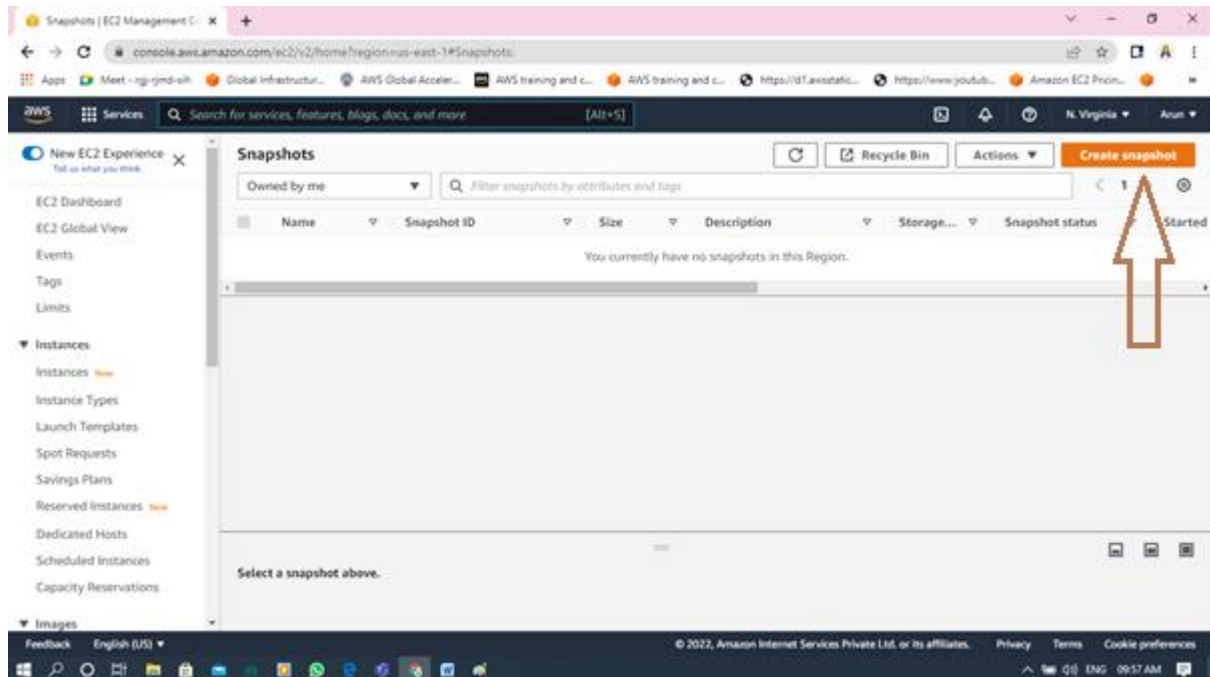 Snapshots | EC2 Management C
console.aws.amazon.com/ec2/v2/home?region=us-east-1#Snapshots:
Apps Meet - Global Infrastructur... AWS Global Acceler... AWS training and c... AWS training and c... https://d1.awsstatic... https://www.youtub... Amazon EC2 Pricin...
aws Services Search for services, features, blogs, docs, and more [Alt+S] N. Virginia Arun
New EC2 Experience
Tell us what you think
EC2 Dashboard
EC2 Global View
Events
Tags
Limits
Instances
Instances New
Instance Types
Launch Templates
Spot Requests
Savings Plans
Reserved Instances New
Dedicated Hosts
Scheduled Instances
Capacity Reservations
Images
Snapshots Recycle Bin Actions Create snapshot
Owned by me Filter snapshots by attributes and tags 1
Name Snapshot ID Size Description Storage... Snapshot status Started
You currently have no snapshots in this Region.
Select a snapshot above.
Feedback English (US) © 2022, Amazon Internet Services Private Ltd. or its affiliates. Privacy Terms Cookie preferences
ENG 09:57 AM